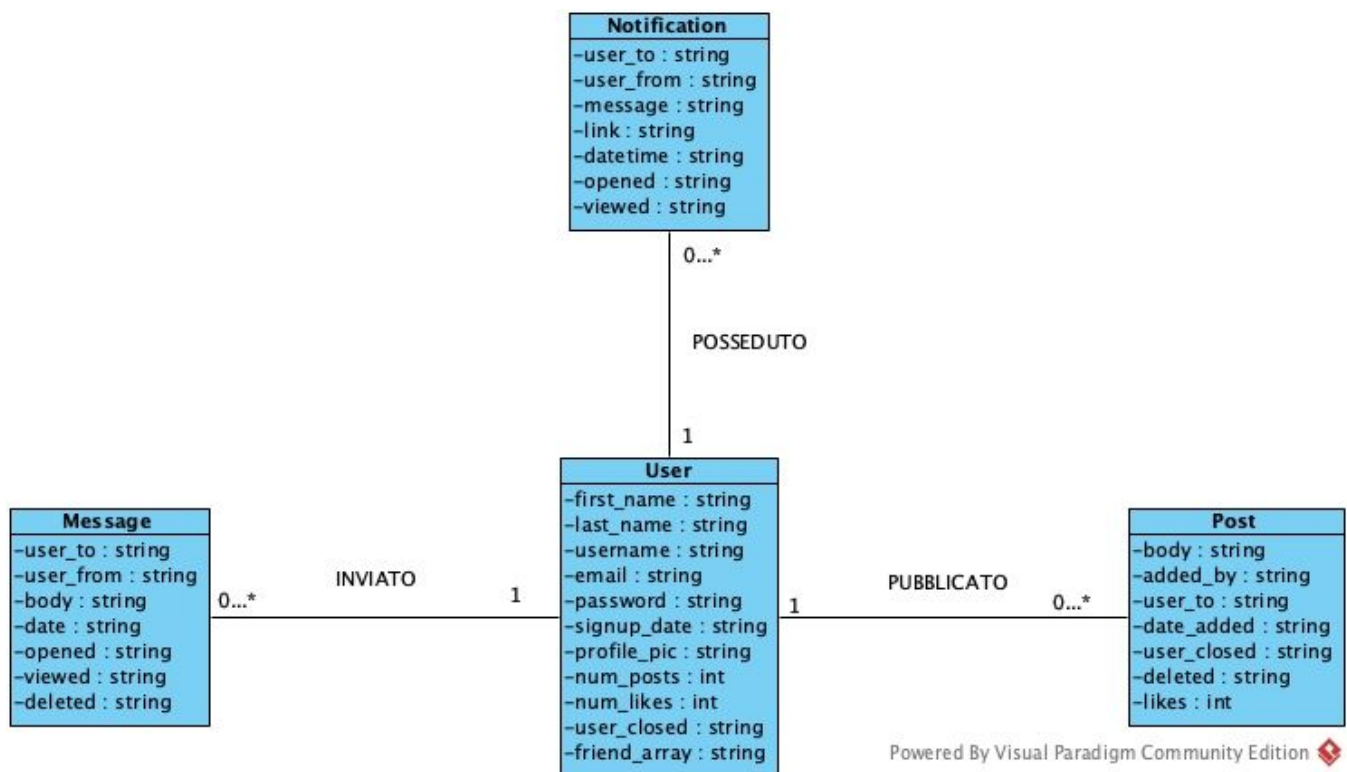 Notification
-user_to : string
-user_from : string
-message : string
-link : string
-datetime : string
-opened : string
-viewed : string
0...*
POSSEDUTO
1
User
-first_name : string
-last_name : string
-username : string
-email : string
-password : string
-signup_date : string
-profile_pic : string
-num_posts : int
-num_likes : int
-user_closed : string
-friend_array : string
Message
-user_to : string
-user_from : string
-body : string
-date : string
-opened : string
-viewed : string
-deleted : string
0...*
INVIATO
1
1
PUBBLICATO
0...*
Post
-body : string
-added_by : string
-user_to : string
-date_added : string
-user_closed : string
-deleted : string
-likes : int
Powered By Visual Paradigm Community Edition